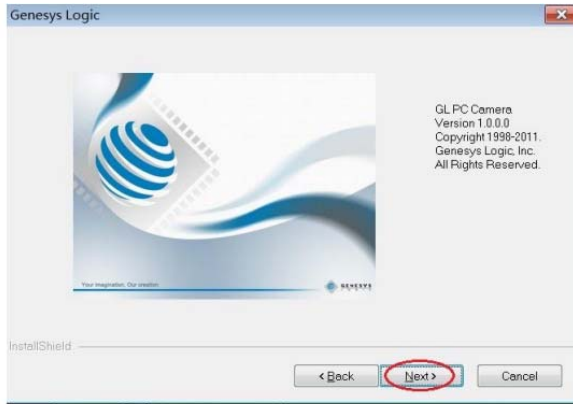 Genesys Logic
GL PC Camera
Version 1.0.0.0
Copyright 1998-2011.
Genesys Logic, Inc.
All Rights Reserved.
Your Imagination, Our creation
GENESYS
InstallShield
< Back
Next >
Cancel